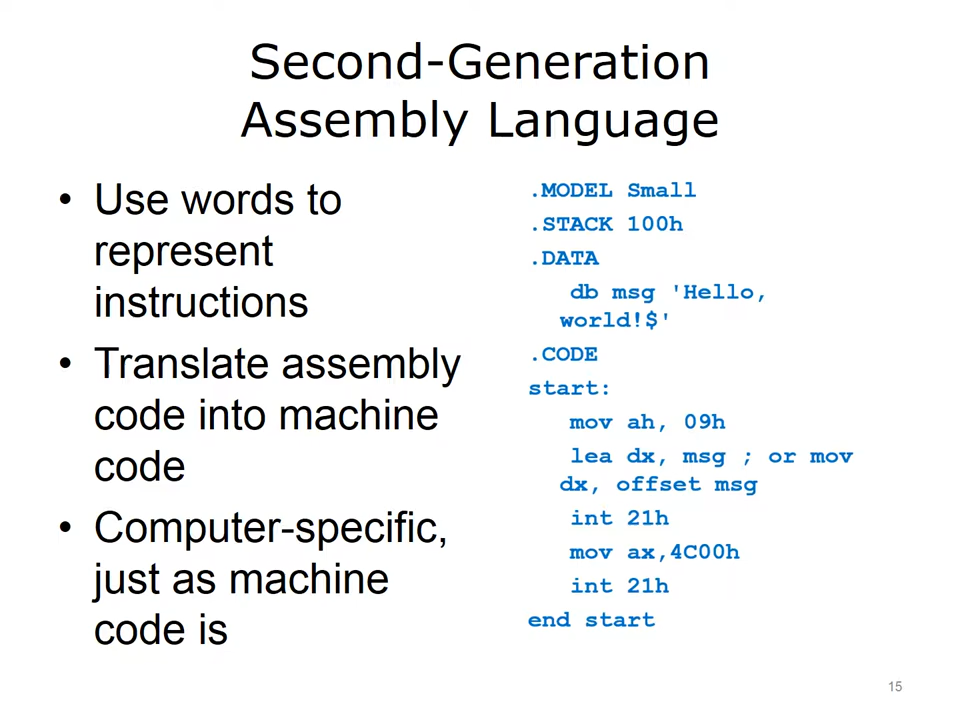 Second-Generation
Assembly Language
• Use words to
represent
instructions
• Translate assembly
code into machine
code
• Computer-specific,
just as machine
code is
.MODEL Small
.STACK 100h
.DATA
db msg 'Hello,
world!$'
.CODE
start:
mov ah, 09h
lea dx, msg ; or mov
dx, offset msg
int 21h
mov ax,4C00h
int 21h
end start
15